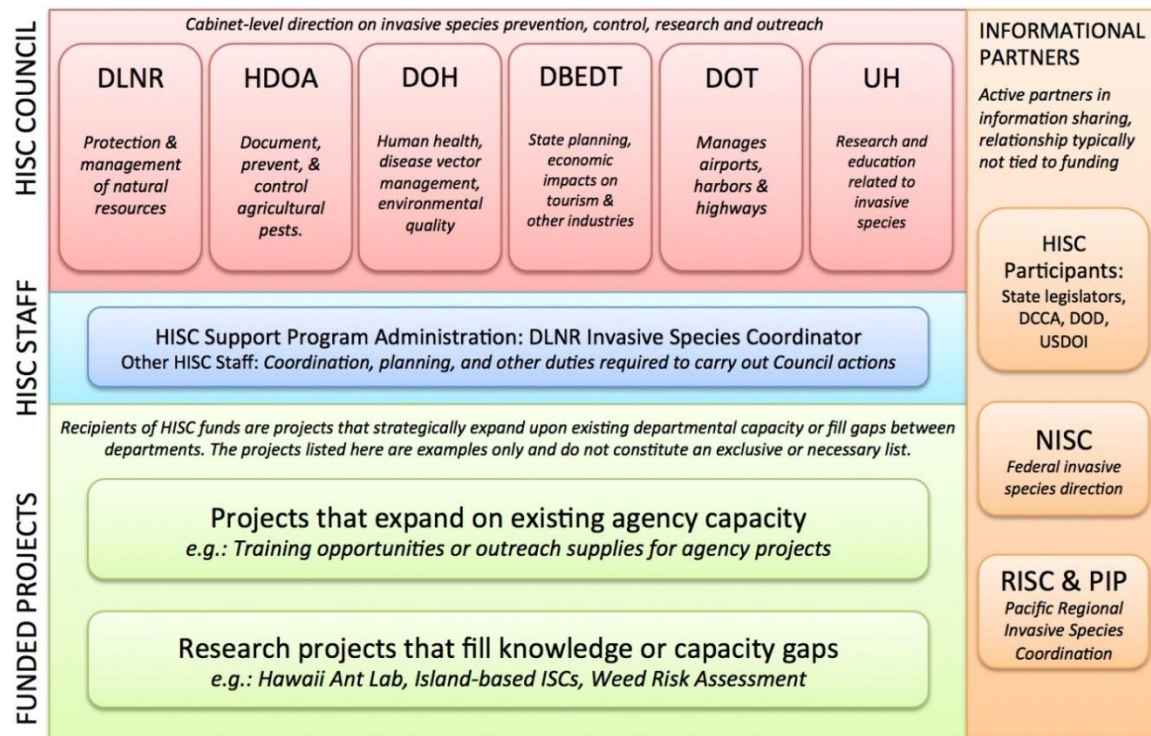 HISC COUNCIL
Cabinet-level direction on invasive species prevention, control, research and outreach
DLNR
Protection &
management
of natural
resources
HDOA
Document,
prevent, &
control
agricultural
pests.
DOH
Human health,
disease vector
management,
environmental
quality
DBEDT
State planning,
economic
impacts on
tourism &
other industries
DOT
Manages
airports,
harbors &
highways
UH
Research and
education
related to
invasive
species
HISC STAFF
HISC Support Program Administration: DLNR Invasive Species Coordinator
Other HISC Staff: Coordination, planning, and other duties required to carry out Council actions
FUNDED PROJECTS
Recipients of HISC funds are projects that strategically expand upon existing departmental capacity or fill gaps between
departments. The projects listed here are examples only and do not constitute an exclusive or necessary list.
Projects that expand on existing agency capacity
e.g.: Training opportunities or outreach supplies for agency projects
Research projects that fill knowledge or capacity gaps
e.g.: Hawaii Ant Lab, Island-based ISCs, Weed Risk Assessment
INFORMATIONAL
PARTNERS
Active partners in
information sharing,
relationship typically
not tied to funding
HISC
Participants:
State legislators,
DCCA, DOD,
USDOI
NISC
Federal invasive
species direction
RISC & PIP
Pacific Regional
Invasive Species
Coordination